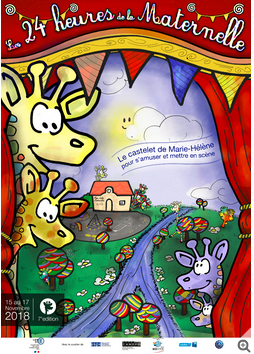 Les 24 heures de la Maternelle
Le castelet de Marie-Hélène
pour s'amuser et mettre en scène
15 au 17
Novembre
2018
7e édition